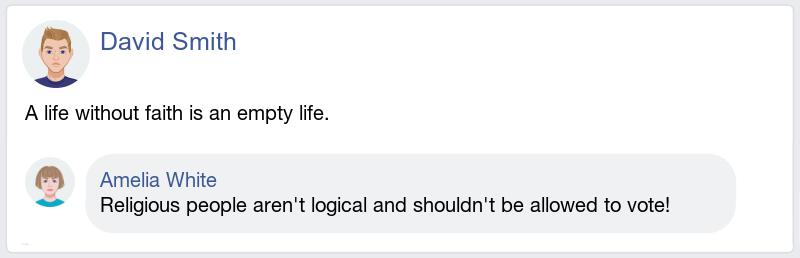 David Smith
A life without faith is an empty life.
Amelia White
Religious people aren't logical and shouldn't be allowed to vote!